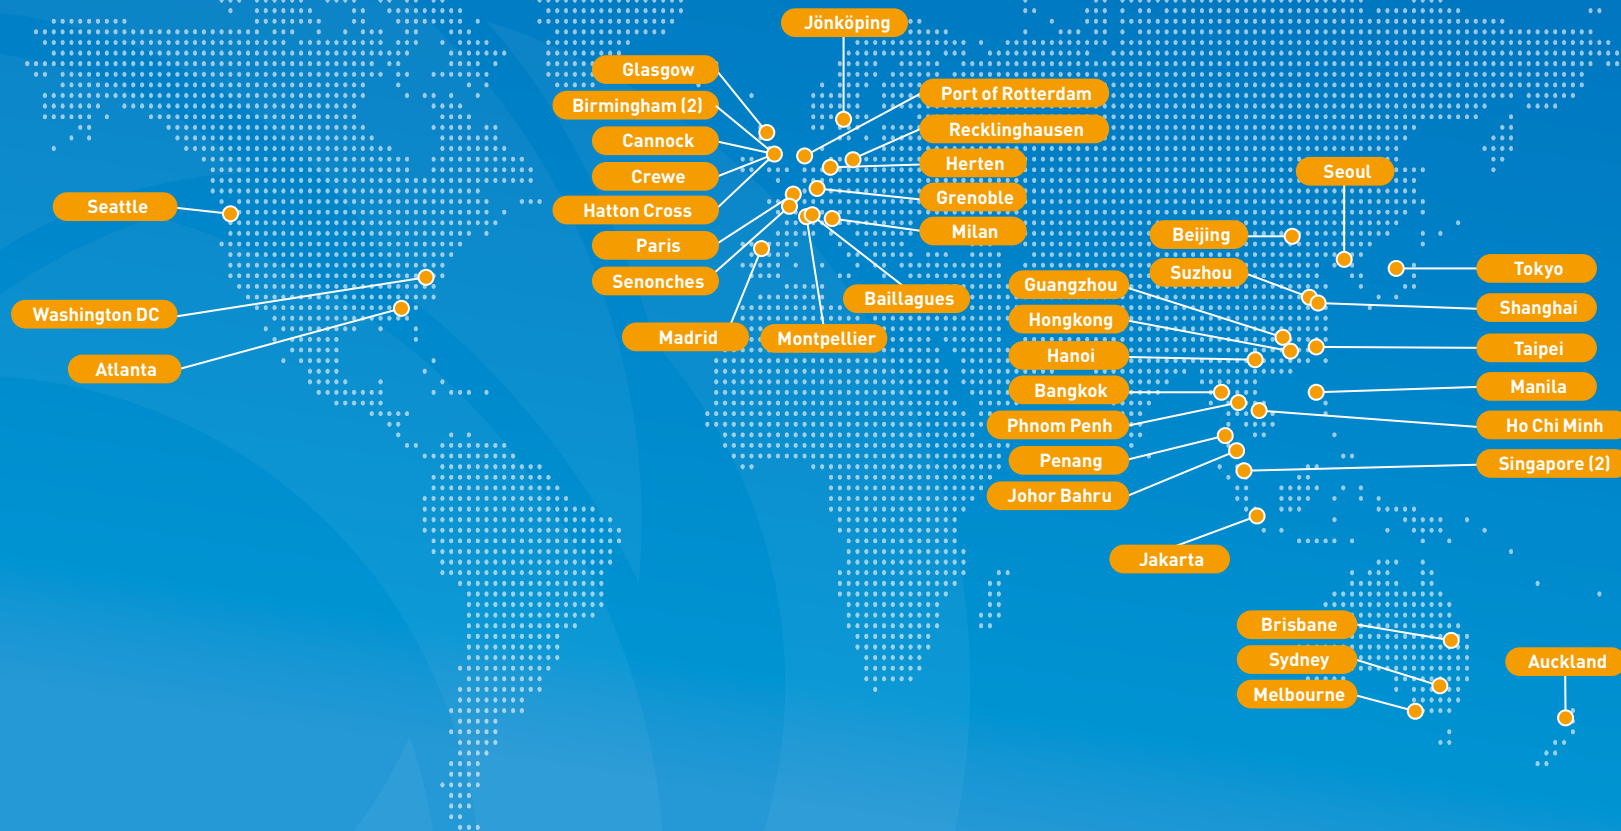 Jönköping
Glasgow
Birmingham (2)
Cannock
Crewe
Hatton Cross
Paris
Senonches
Madrid
Montpellier
Baillagues
Port of Rotterdam
Recklinghausen
Herten
Grenoble
Milan
Seattle
Washington DC
Atlanta
Seoul
Beijing
Suzhou
Guangzhou
Hongkong
Hanoi
Bangkok
Phnom Penh
Penang
Johor Bahru
Jakarta
Tokyo
Shanghai
Taipei
Manila
Ho Chi Minh
Singapore (2)
Brisbane
Sydney
Melbourne
Auckland